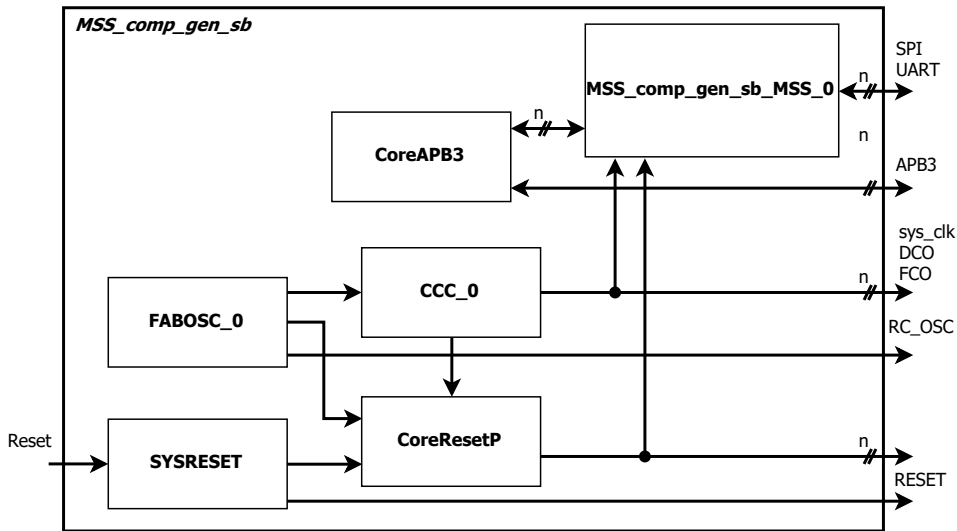 MSS_comp_gen_sb
SPI
UART
n
MSS_comp_gen_sb_MSS_0
n
n
CoreAPB3
APB3
sys_clk
DCO
FCO
n
CCC_0
FABOSC_0
RC_OSC
Reset
CoreResetP
n
SYSRESET
RESET